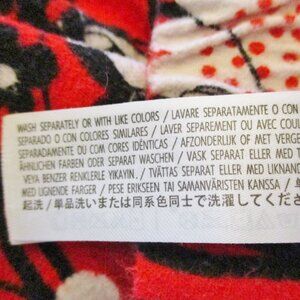 WASH SEPARATELY OR WITH LIKE COLORS / LAVARE SEPARATAMENTE O CON
SEPARADO O CON COLORES SIMILARES / LAVER SEPAREMENT OU AVEC COUL
SEPARADAMENTE OU COM CORES IDÊNTICAS / AFZONDERLIJK OF MET VERGE
ÄHNLICHEN FARBEN ODER SEPARAT WASCHEN / VASK SEPARAT ELLER MED T
VEYA BENZER RENKLERLE YIKAYIN. / TVÄTTAS SEPARAT ELLER MED LIKNAN
MED LIGNENDE FARGER / PESE ERIKSEEN TAI SAMANVÄRISTEN KANSSA / A
起洗 / 単品洗いまたは同系色同士で洗濯してくださ